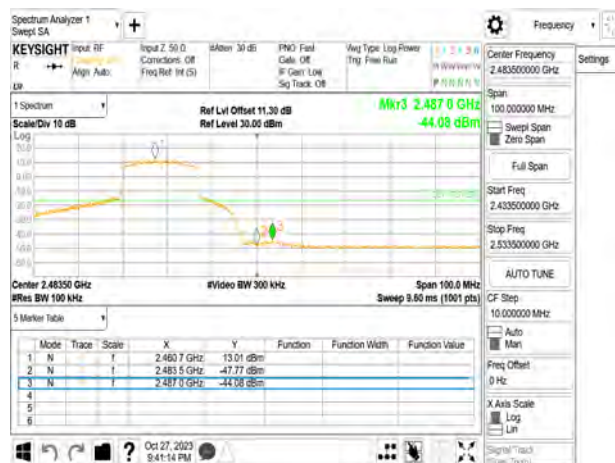 Spectrum Analyzer 1
Swept SA
Frequency
KEYSIGHT
Input: RF
Input Z: 50 Ω
#Atten: 30 dB
PNO: Fast
Avg Type: Log-Power
R
Corrections: Off
Gate: Off
Trig: Free Run
Align: Auto
Freq Ref: Int (S)
IF Gain: Low
Sig Track: Off
Center Frequency
2.483500000 GHz
Settings
Span
100.000000 MHz
Swept Span
Zero Span
Full Span
Start Freq
2.433500000 GHz
Stop Freq
2.533500000 GHz
AUTO TUNE
CF Step
10.000000 MHz
Auto
Man
Freq Offset
0 Hz
X Axis Scale
Log
Lin
Signal Track
1 Spectrum
Scale/Div 10 dB
Ref Lvl Offset 11.30 dB
Ref Level 30.00 dBm
Mkr3 2.487 0 GHz
-44.08 dBm
Log
Center 2.48350 GHz
#Video BW 300 kHz
Span 100.0 MHz
#Res BW 100 kHz
Sweep 9.60 ms (1001 pts)
5 Marker Table
Mode Trace Scale X Y Function Function Width Function Value
1 N f 2.460 7 GHz 13.01 dBm
2 N f 2.483 5 GHz -47.77 dBm
3 N f 2.487 0 GHz -44.08 dBm
4
5
6
?
Oct 27, 2023
9:41:14 PM